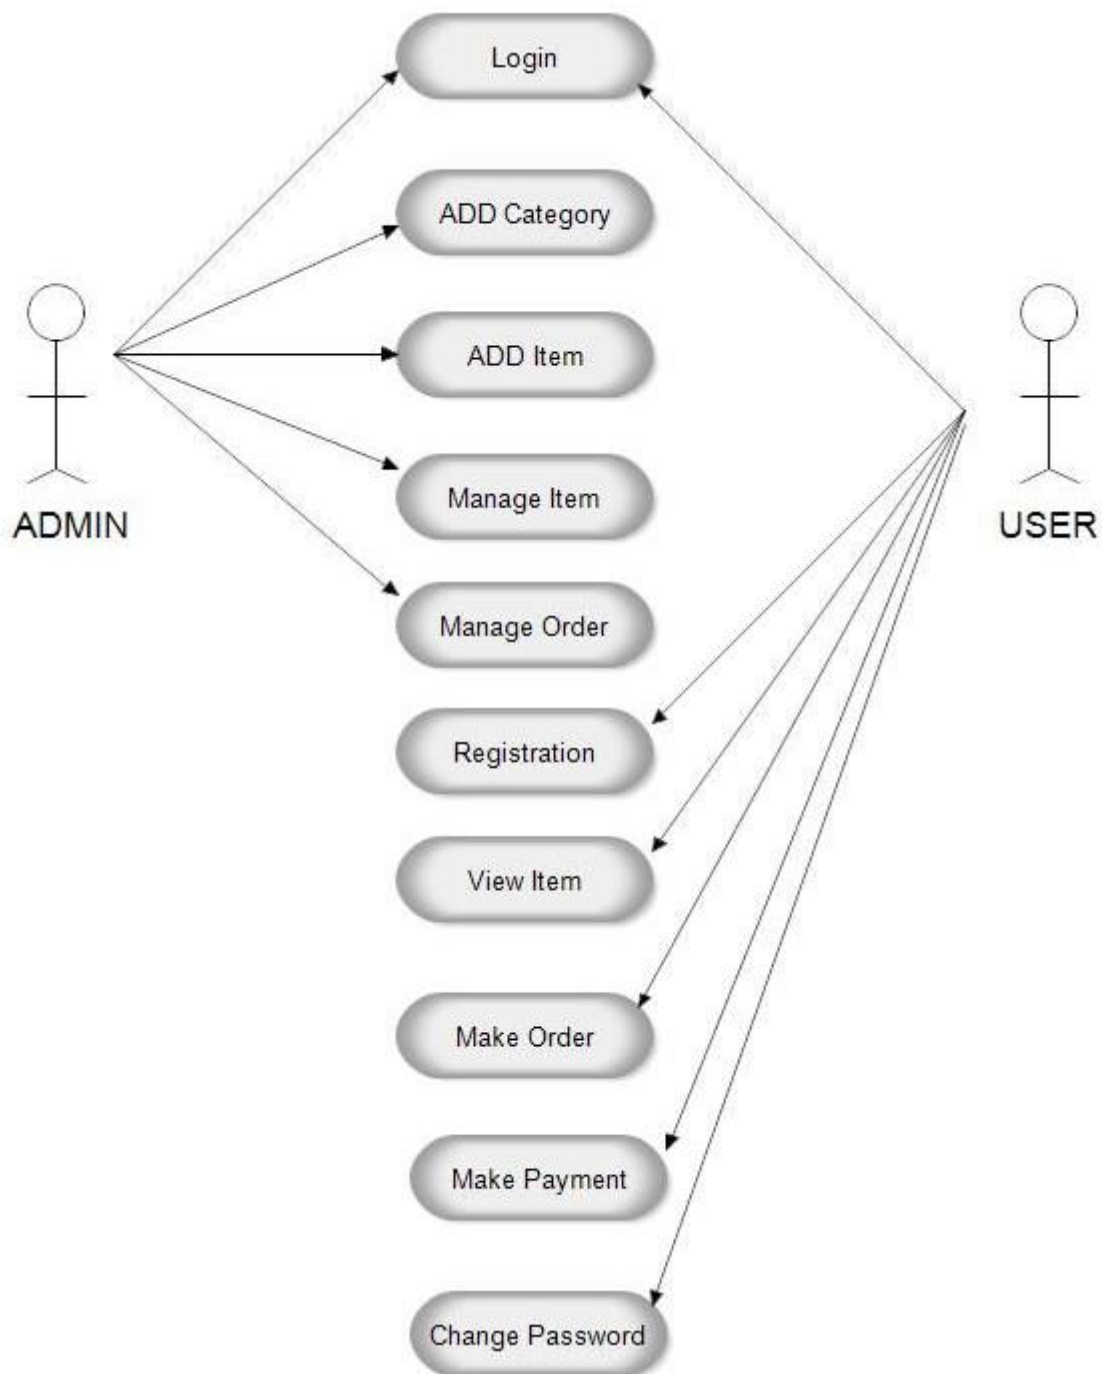 Login
ADD Category
ADD Item
Manage Item
ADMIN
USER
Manage Order
Registration
View Item
Make Order
Make Payment
Change Password